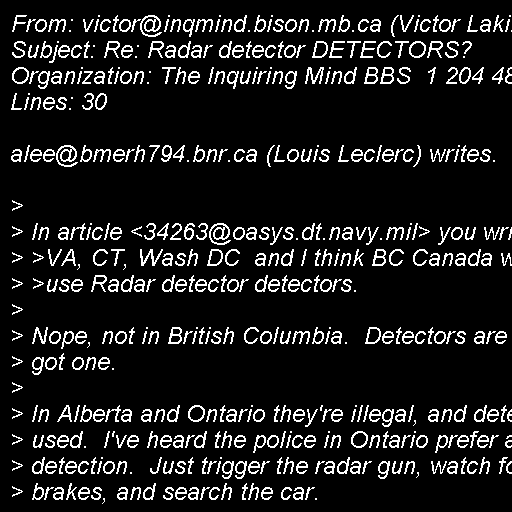 From: victor@inqmind.bison.mb.ca (Victor Laki
Subject: Re: Radar detector DETECTORS?
Organization: The Inquiring Mind BBS  1 204 48
Lines: 30

alee@bmerh794.bnr.ca (Louis Leclerc) writes.

>
> In article <34263@oasys.dt.navy.mil> you wri
> >VA, CT, Wash DC  and I think BC Canada w
> >use Radar detector detectors.
>
> Nope, not in British Columbia.  Detectors are
> got one.
>
> In Alberta and Ontario they're illegal, and dete
> used.  I've heard the police in Ontario prefer a
> detection.  Just trigger the radar gun, watch fo
> brakes, and search the car.